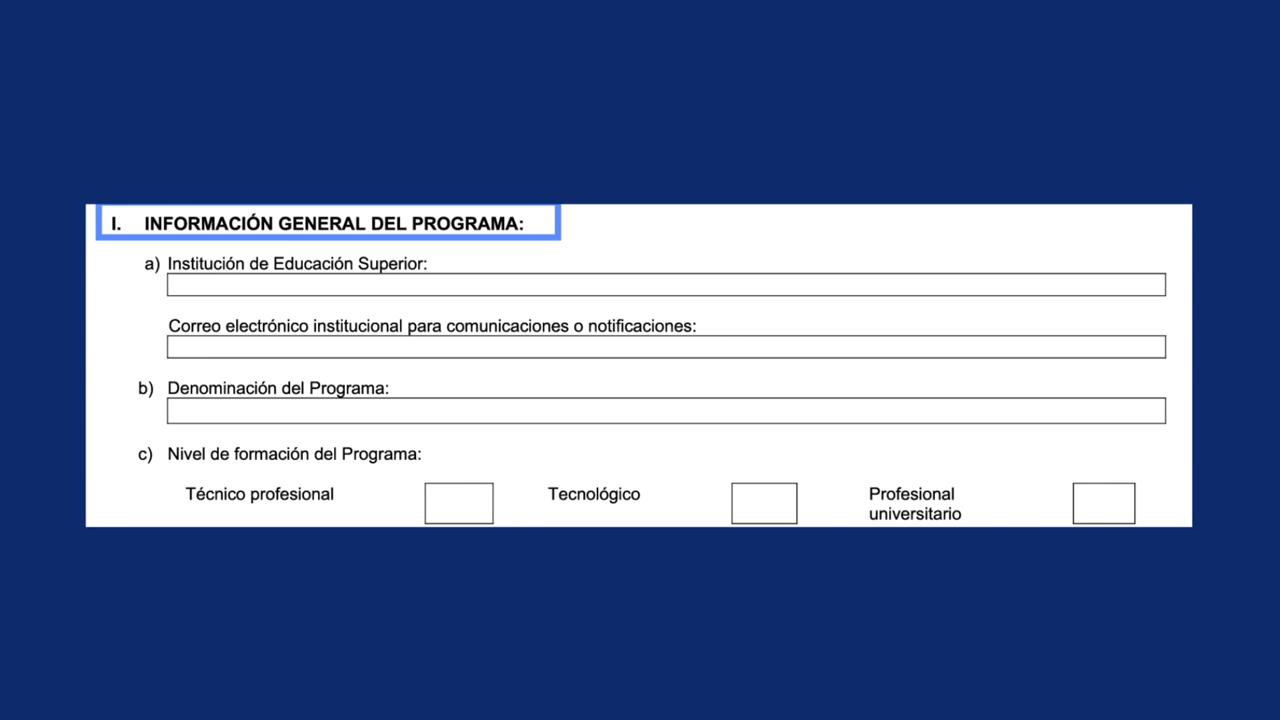 I. INFORMACIÓN GENERAL DEL PROGRAMA:
a) Institución de Educación Superior:
Correo electrónico institucional para comunicaciones o notificaciones:
b) Denominación del Programa:
c) Nivel de formación del Programa:
Técnico profesional Tecnológico Profesional
universitario